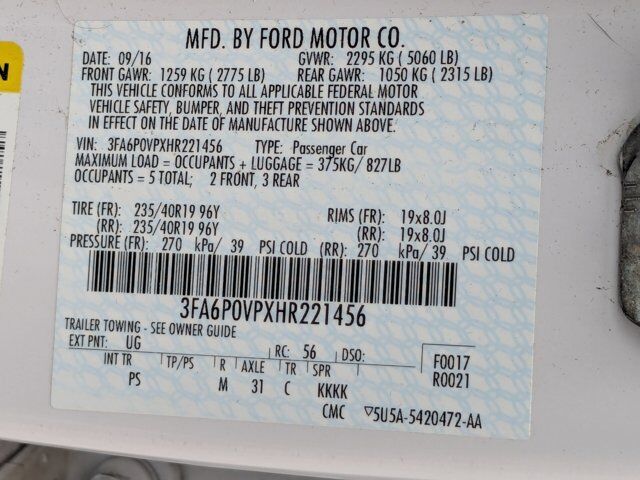 N
MFD. BY FORD MOTOR CO.
DATE: 09/16 GVWR: 2295 KG ( 5060 LB)
FRONT GAWR: 1259 KG ( 2775 LB) REAR GAWR: 1050 KG ( 2315 LB)
THIS VEHICLE CONFORMS TO ALL APPLICABLE FEDERAL MOTOR
VEHICLE SAFETY, BUMPER, AND THEFT PREVENTION STANDARDS
IN EFFECT ON THE DATE OF MANUFACTURE SHOWN ABOVE.
VIN: 3FA6P0VPXHR221456 TYPE: Passenger Car
MAXIMUM LOAD = OCCUPANTS + LUGGAGE = 375KG/ 827LB
OCCUPANTS = 5 TOTAL; 2 FRONT, 3 REAR
TIRE (FR): 235/40R19 96Y RIMS (FR): 19x8.0J
(RR): 235/40R19 96Y (RR): 19x8.0J
PRESSURE (FR): 270 kPa/ 39 PSI COLD (RR): 270 kPa/ 39 PSI COLD
3FA6P0VPXHR221456
TRAILER TOWING - SEE OWNER GUIDE
EXT PNT: UG RC: 56 DSO: F0017
INT TR TP/PS R AXLE TR SPR R0021
PS M 31 C KKKK
CMC ▽5U5A-5420472-AA